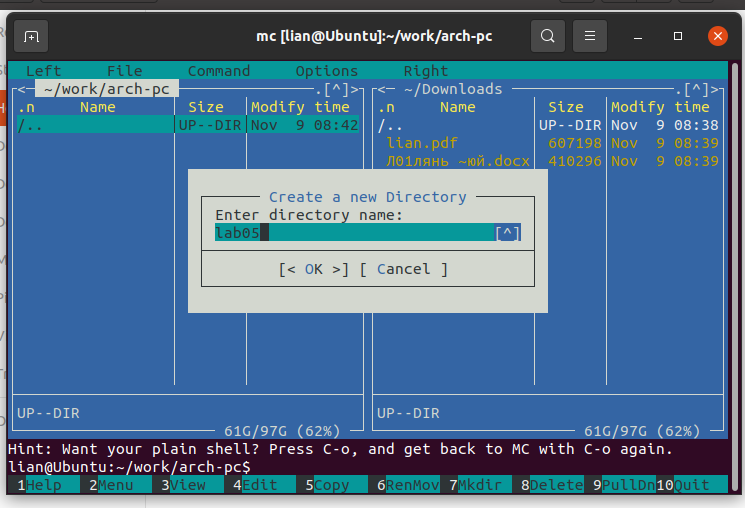 mc [lian@Ubuntu]:~/work/arch-pc
Left File Command Options Right
<─ ~/work/arch-pc .[^]>
.n Name Size Modify time
/.. UP--DIR Nov 9 08:42
UP--DIR
61G/97G (62%)
<─ ~/Downloads .[^]>
.n Name Size Modify time
/.. UP--DIR Nov 9 08:38
lian.pdf 607198 Nov 9 08:39
Л01лянь ~юй.docx 410296 Nov 9 08:39
UP--DIR
61G/97G (62%)
Create a new Directory
Enter directory name:
lab05 [^]
[< OK >] [ Cancel ]
Hint: Want your plain shell? Press C-o, and get back to MC with C-o again.
lian@Ubuntu:~/work/arch-pc$
1Help 2Menu 3View 4Edit 5Copy 6RenMov 7Mkdir 8Delete 9PullDn 10Quit